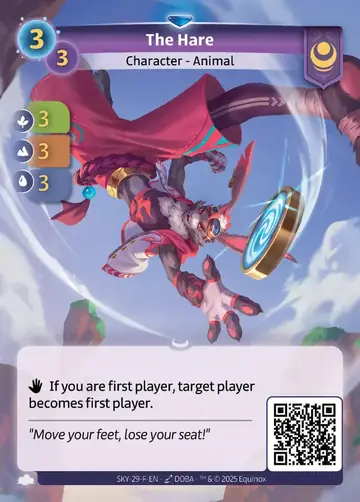 3
The Hare
3
Character - Animal
3
3
3
If you are first player, target player
becomes first player.
"Move your feet, lose your seat!"
SKY-29-F-EN - DOBA - ™ & © 2025 Equinox